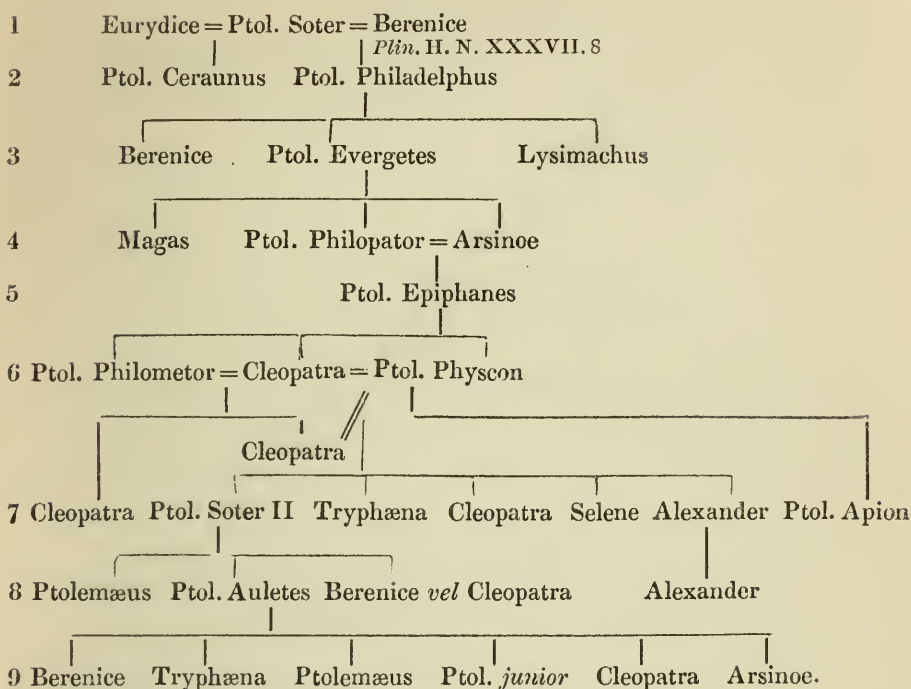 1 Eurydice = Ptol. Soter = Berenice
Plin. H. N. XXXVII. 8
2 Ptol. Ceraunus Ptol. Philadelphus
3 Berenice Ptol. Evergetes Lysimachus
4 Magas Ptol. Philopator = Arsinoe
5 Ptol. Epiphanes
6 Ptol. Philometor = Cleopatra = Ptol. Physcon
Cleopatra
7 Cleopatra Ptol. Soter II Tryphæna Cleopatra Selene Alexander Ptol. Apion
8 Ptolemæus Ptol. Auletes Berenice vel Cleopatra Alexander
9 Berenice Tryphæna Ptolemæus Ptol. junior Cleopatra Arsinoe.